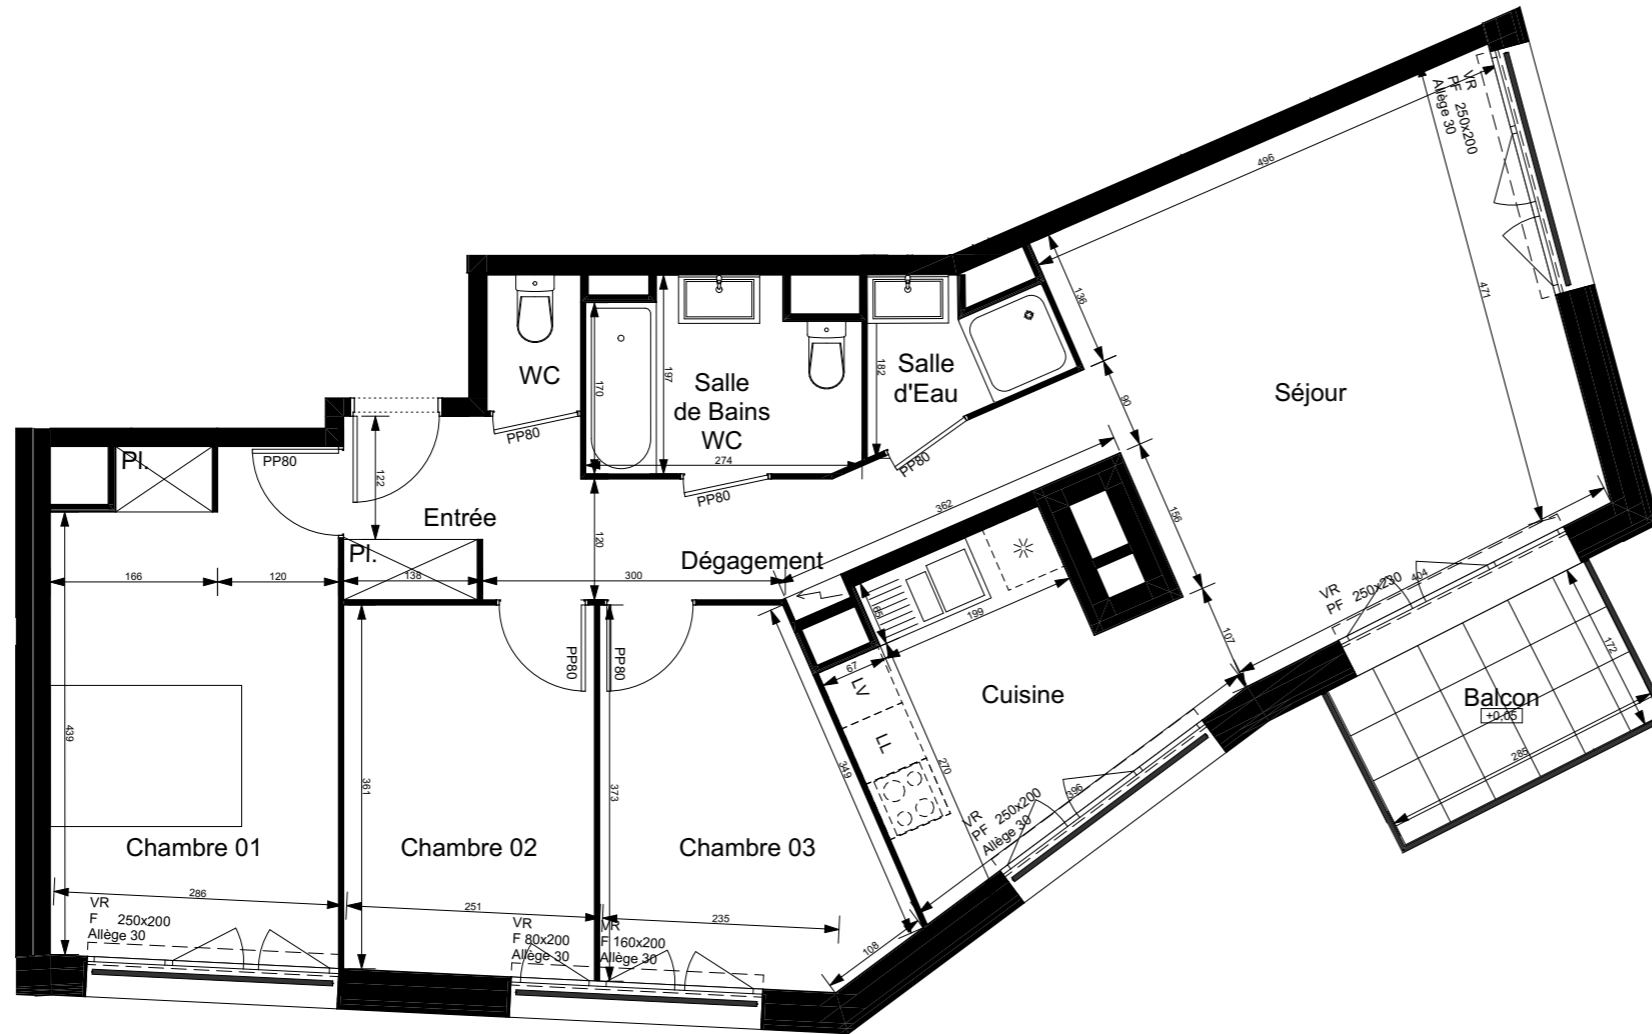 VR
PF 250x200
Allège 30
496
471
136
WC
Salle
d'Eau
182
Salle
de Bains
WC
170
197
274
Séjour
90
PP80
PP80
PP80
PP80
Pl.
122
Entrée
362
156
120
Dégagement
Pl.
166
120
138
300
199
65
VR
PF 250x230
404
172
107
PP80
PP80
67
LV
LL
Cuisine
Balcon
+0,05
285
439
361
373
349
270
396
VR
PF 250x200
Allège 30
Chambre 01
Chambre 02
Chambre 03
286
251
235
108
VR
F 250x200
Allège 30
VR
F 80x200
Allège 30
VR
F 160x200
Allège 30